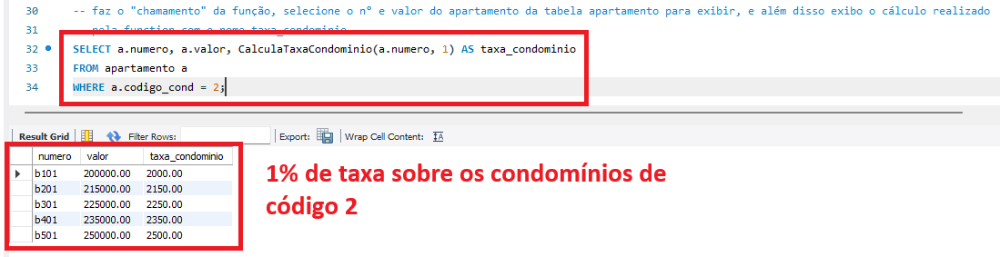 30 -- faz o "chamamento" da função, selecione o nº e valor do apartamento da tabela apartamento para exibir, e além disso exibo o cálculo realizado
31 -- pela function com o nome taxa_condominio
32 SELECT a.numero, a.valor, CalculaTaxaCondominio(a.numero, 1) AS taxa_condominio
33 FROM apartamento a
34 WHERE a.codigo_cond = 2;
Result Grid Filter Rows: Export: Wrap Cell Content:
numero valor taxa_condominio
b101 200000.00 2000.00
b201 215000.00 2150.00
b301 225000.00 2250.00
b401 235000.00 2350.00
b501 250000.00 2500.00
1% de taxa sobre os condomínios de
código 2